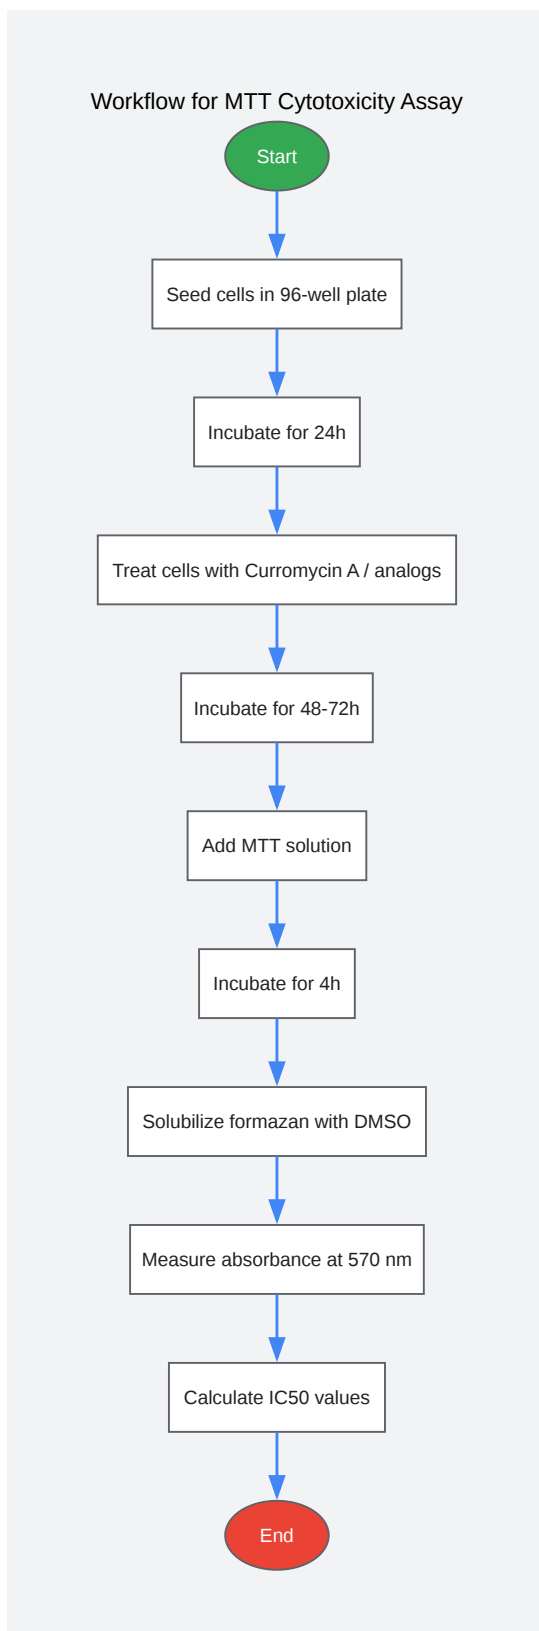 Workflow for MTT Cytotoxicity Assay
Start
Seed cells in 96-well plate
Incubate for 24h
Treat cells with Curromycin A / analogs
Incubate for 48-72h
Add MTT solution
Incubate for 4h
Solubilize formazan with DMSO
Measure absorbance at 570 nm
Calculate IC50 values
End